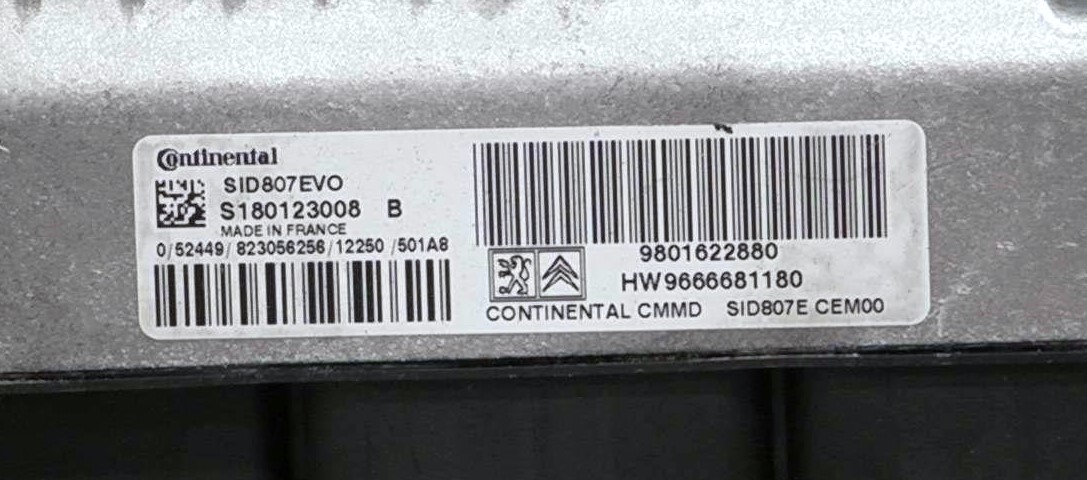 Continental
SID807EVO
S180123008 B
MADE IN FRANCE
0/52449/823056256/12250/501A8
9801622880
HW9666681180
CONTINENTAL CMMD SID807E CEM00